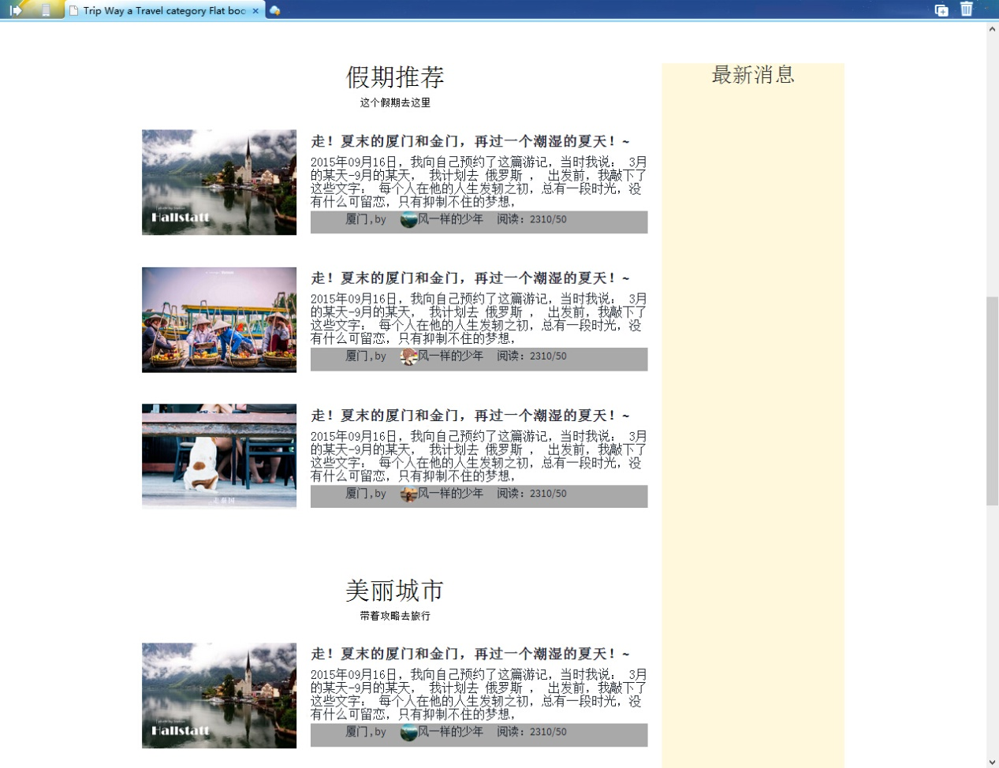 Trip Way a Travel category Flat boo
假期推荐
这个假期去这里
最新消息
Hallstatt
走！夏末的厦门和金门，再过一个潮湿的夏天！~
2015年09月16日，我向自己预约了这篇游记，当时我说： 3月
的某天-9月的某天， 我计划去 俄罗斯 ， 出发前，我敲下了
这些文字： 每个人在他的人生发轫之初，总有一段时光，没
有什么可留恋，只有抑制不住的梦想，
厦门,by 风一样的少年 阅读：2310/50
走！夏末的厦门和金门，再过一个潮湿的夏天！~
2015年09月16日，我向自己预约了这篇游记，当时我说： 3月
的某天-9月的某天， 我计划去 俄罗斯 ， 出发前，我敲下了
这些文字： 每个人在他的人生发轫之初，总有一段时光，没
有什么可留恋，只有抑制不住的梦想，
厦门,by 风一样的少年 阅读：2310/50
走泰国
走！夏末的厦门和金门，再过一个潮湿的夏天！~
2015年09月16日，我向自己预约了这篇游记，当时我说： 3月
的某天-9月的某天， 我计划去 俄罗斯 ， 出发前，我敲下了
这些文字： 每个人在他的人生发轫之初，总有一段时光，没
有什么可留恋，只有抑制不住的梦想，
厦门,by 风一样的少年 阅读：2310/50
美丽城市
带着攻略去旅行
Hallstatt
走！夏末的厦门和金门，再过一个潮湿的夏天！~
2015年09月16日，我向自己预约了这篇游记，当时我说： 3月
的某天-9月的某天， 我计划去 俄罗斯 ， 出发前，我敲下了
这些文字： 每个人在他的人生发轫之初，总有一段时光，没
有什么可留恋，只有抑制不住的梦想，
厦门,by 风一样的少年 阅读：2310/50